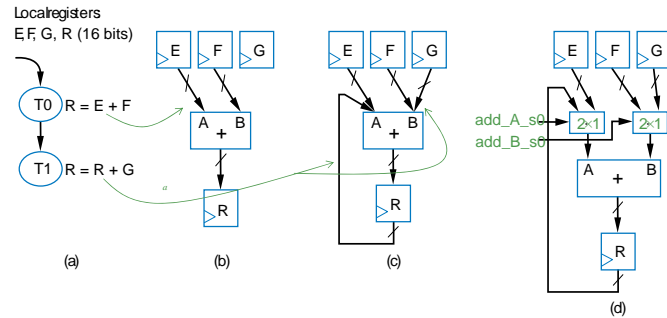 Localregisters
E,F, G, R (16 bits)
T0
R = E + F
T1
R = R + G
a
(a)
E
F
G
A
B
+
R
(b)
E
F
G
A
B
+
R
(c)
E
F
G
add_A_s0
2×1
2×1
add_B_s0
A
B
+
R
(d)